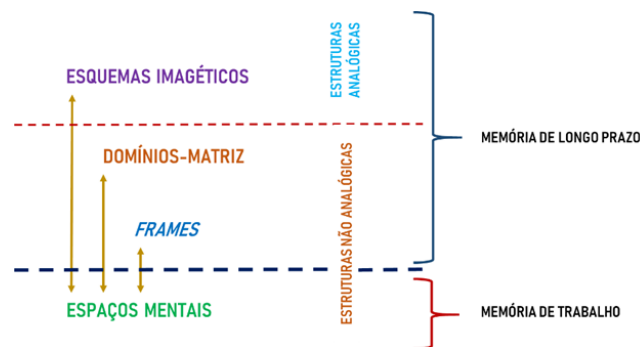 ESQUEMAS IMAGÉTICOS
ESTRUTURAS
ANALÓGICAS
MEMÓRIA DE LONGO PRAZO
DOMÍNIOS-MATRIZ
FRAMES
ESTRUTURAS NÃO ANALÓGICAS
ESPAÇOS MENTAIS
MEMÓRIA DE TRABALHO